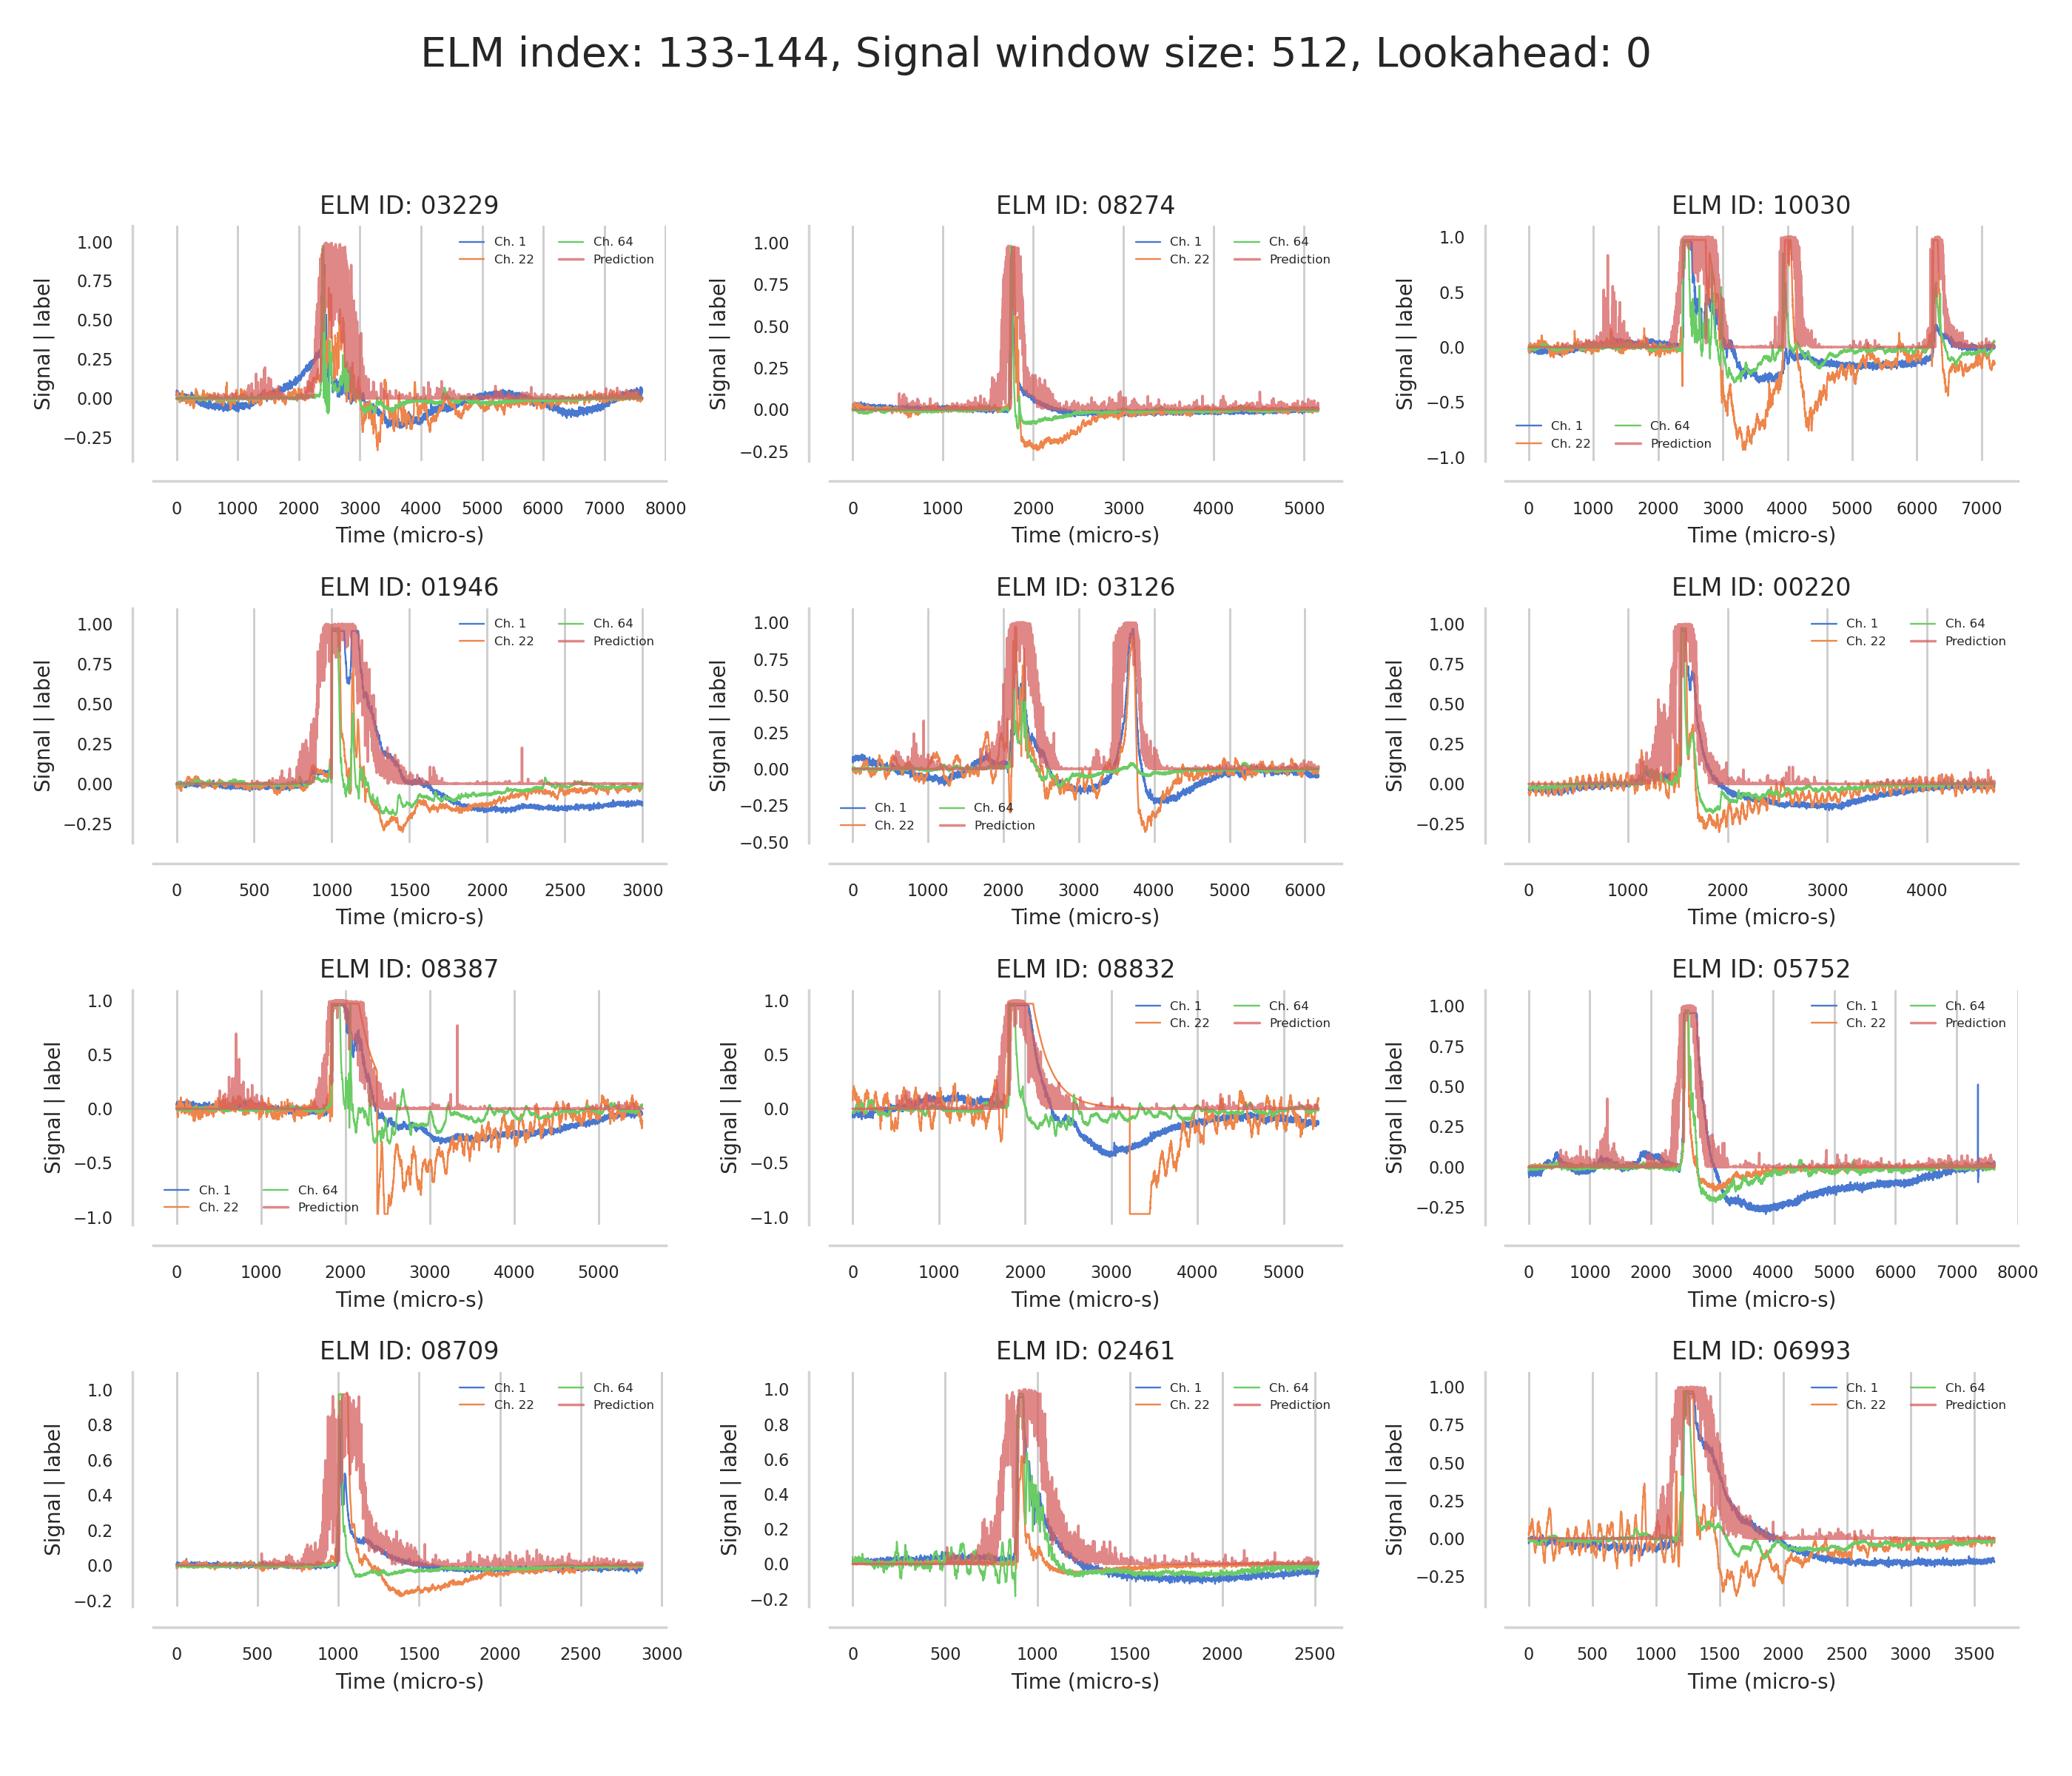 ELM index: 133-144, Signal window size: 512, Lookahead: 0
ELM ID: 03229
Signal | label
1.00
0.75
0.50
0.25
0.00
−0.25
Ch. 1
Ch. 22
Ch. 64
Prediction
0 1000 2000 3000 4000 5000 6000 7000 8000
Time (micro-s)
ELM ID: 08274
Signal | label
1.00
0.75
0.50
0.25
0.00
−0.25
Ch. 1
Ch. 22
Ch. 64
Prediction
0 1000 2000 3000 4000 5000
Time (micro-s)
ELM ID: 10030
Signal | label
1.0
0.5
0.0
−0.5
−1.0
Ch. 1
Ch. 22
Ch. 64
Prediction
0 1000 2000 3000 4000 5000 6000 7000
Time (micro-s)
ELM ID: 01946
Signal | label
1.00
0.75
0.50
0.25
0.00
−0.25
Ch. 1
Ch. 22
Ch. 64
Prediction
0 500 1000 1500 2000 2500 3000
Time (micro-s)
ELM ID: 03126
Signal | label
1.00
0.75
0.50
0.25
0.00
−0.25
−0.50
Ch. 1
Ch. 22
Ch. 64
Prediction
0 1000 2000 3000 4000 5000 6000
Time (micro-s)
ELM ID: 00220
Signal | label
1.00
0.75
0.50
0.25
0.00
−0.25
Ch. 1
Ch. 22
Ch. 64
Prediction
0 1000 2000 3000 4000
Time (micro-s)
ELM ID: 08387
Signal | label
1.0
0.5
0.0
−0.5
−1.0
Ch. 1
Ch. 22
Ch. 64
Prediction
0 1000 2000 3000 4000 5000
Time (micro-s)
ELM ID: 08832
Signal | label
1.0
0.5
0.0
−0.5
−1.0
Ch. 1
Ch. 22
Ch. 64
Prediction
0 1000 2000 3000 4000 5000
Time (micro-s)
ELM ID: 05752
Signal | label
1.00
0.75
0.50
0.25
0.00
−0.25
Ch. 1
Ch. 22
Ch. 64
Prediction
0 1000 2000 3000 4000 5000 6000 7000 8000
Time (micro-s)
ELM ID: 08709
Signal | label
1.0
0.8
0.6
0.4
0.2
0.0
−0.2
Ch. 1
Ch. 22
Ch. 64
Prediction
0 500 1000 1500 2000 2500 3000
Time (micro-s)
ELM ID: 02461
Signal | label
1.0
0.8
0.6
0.4
0.2
0.0
−0.2
Ch. 1
Ch. 22
Ch. 64
Prediction
0 500 1000 1500 2000 2500
Time (micro-s)
ELM ID: 06993
Signal | label
1.00
0.75
0.50
0.25
0.00
−0.25
Ch. 1
Ch. 22
Ch. 64
Prediction
0 500 1000 1500 2000 2500 3000 3500
Time (micro-s)